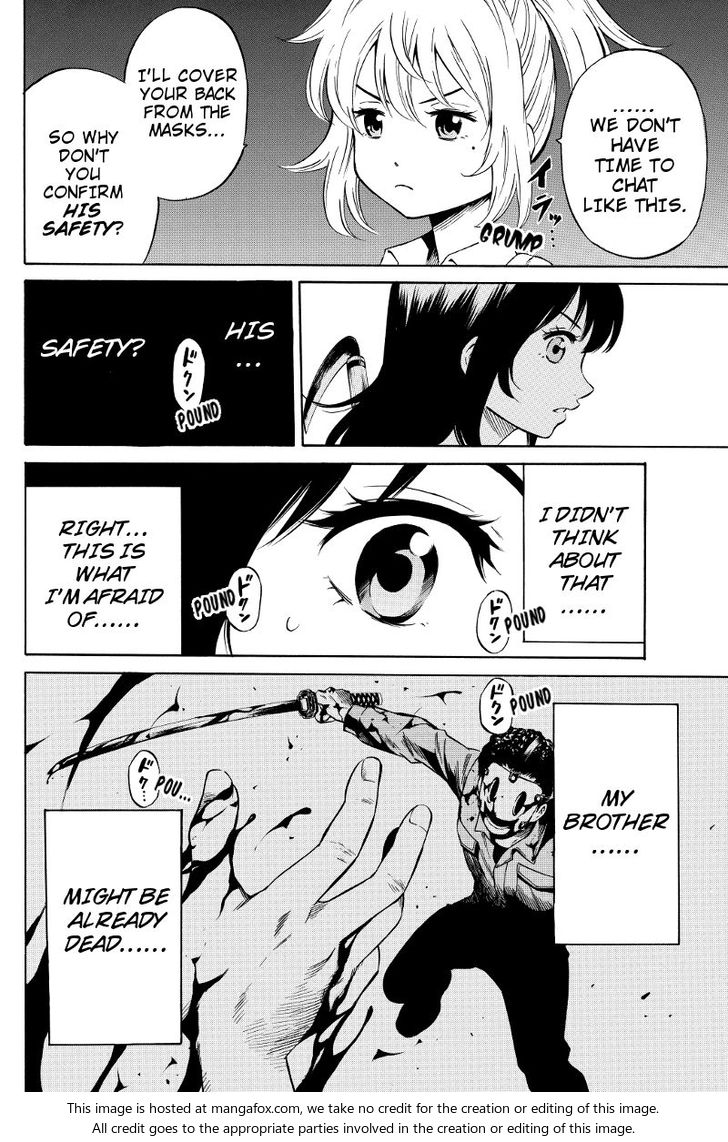 ......
WE DON'T
HAVE
TIME TO
CHAT
LIKE THIS.
イラッ
GRUMP
I'LL COVER
YOUR BACK
FROM THE
MASKS...
SO WHY
DON'T
YOU
CONFIRM
HIS
SAFETY?
HIS
...
SAFETY?
ドクン
POUND
I DIDN'T
THINK
ABOUT
THAT
......
ドクン
POUND
ドクン
POUND
RIGHT...
THIS IS
WHAT
I'M AFRAID
OF......
ドクン
POUND
MY
BROTHER
......
ドク...
POU...
MIGHT BE
ALREADY
DEAD......
This image is hosted at mangafox.com, we take no credit for the creation or editing of this image.
All credit goes to the appropriate parties involved in the creation or editing of this image.